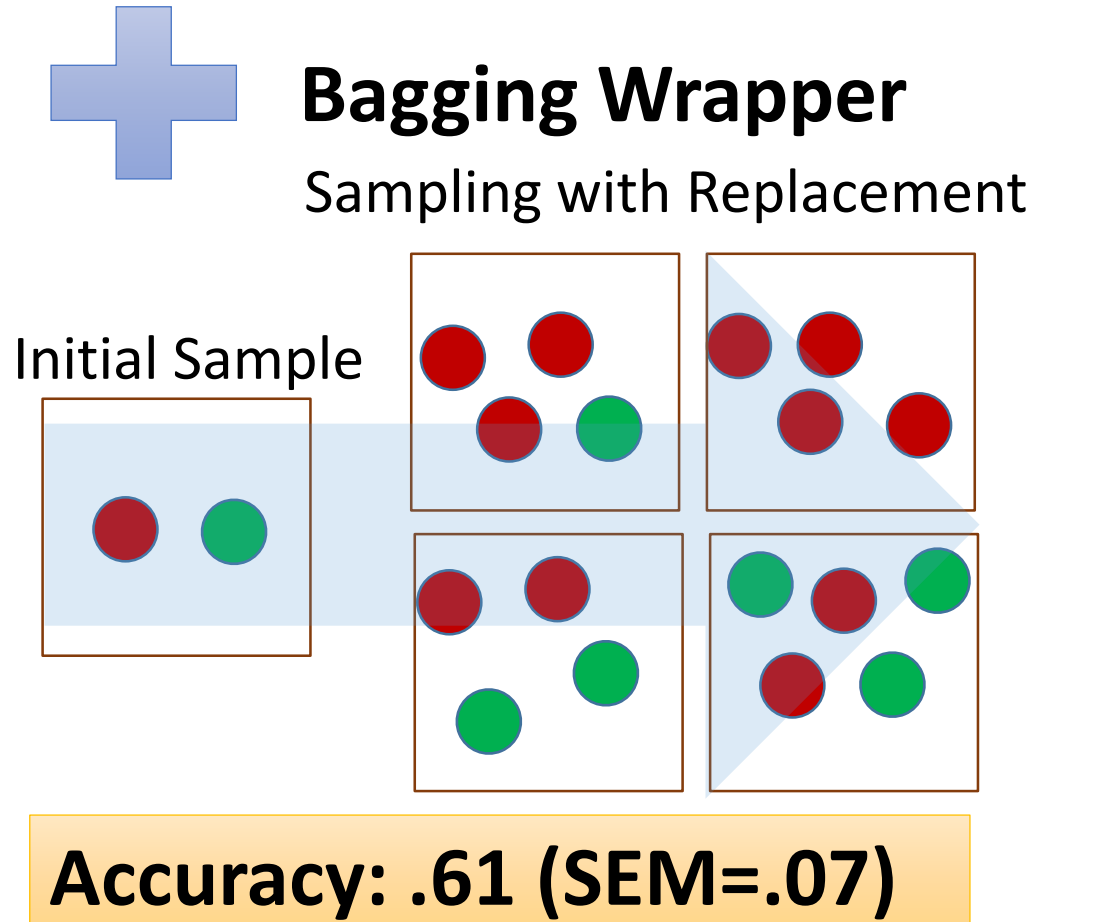 Bagging Wrapper
Sampling with Replacement
Initial Sample
Accuracy: .61 (SEM=.07)